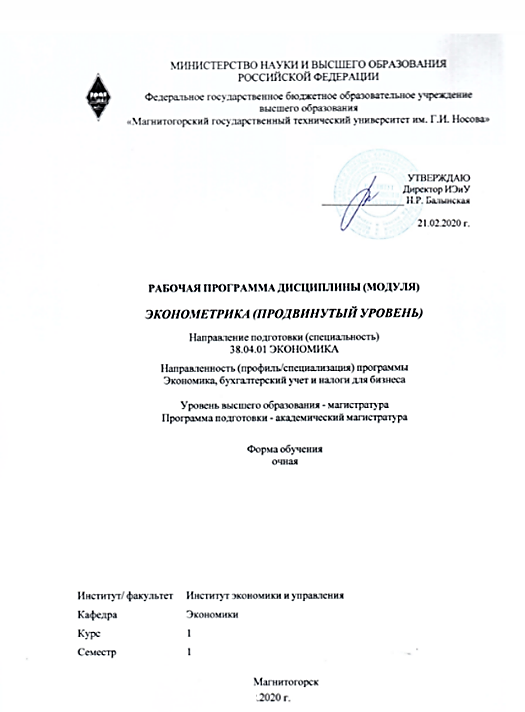 МИНИСТЕРСТВО НАУКИ И ВЫСШЕГО ОБРАЗОВАНИЯ
РОССИЙСКОЙ ФЕДЕРАЦИИ
Федеральное государственное бюджетное образовательное учреждение
высшего образования
«Магнитогорский государственный технический университет им. Г.И. Носова»
УТВЕРЖДАЮ
Директор ИЭиУ
Н.Р. Балынская
21.02.2020 г.
РАБОЧАЯ ПРОГРАММА ДИСЦИПЛИНЫ (МОДУЛЯ)
ЭКОНОМЕТРИКА (ПРОДВИНУТЫЙ УРОВЕНЬ)
Направление подготовки (специальность)
38.04.01 ЭКОНОМИКА
Направленность (профиль/специализация) программы
Экономика, бухгалтерский учет и налоги для бизнеса
Уровень высшего образования - магистратура
Программа подготовки - академический магистратура
Форма обучения
очная
Институт/ факультет Институт экономики и управления
Кафедра Экономики
Курс 1
Семестр 1
Магнитогорск
2020 г.